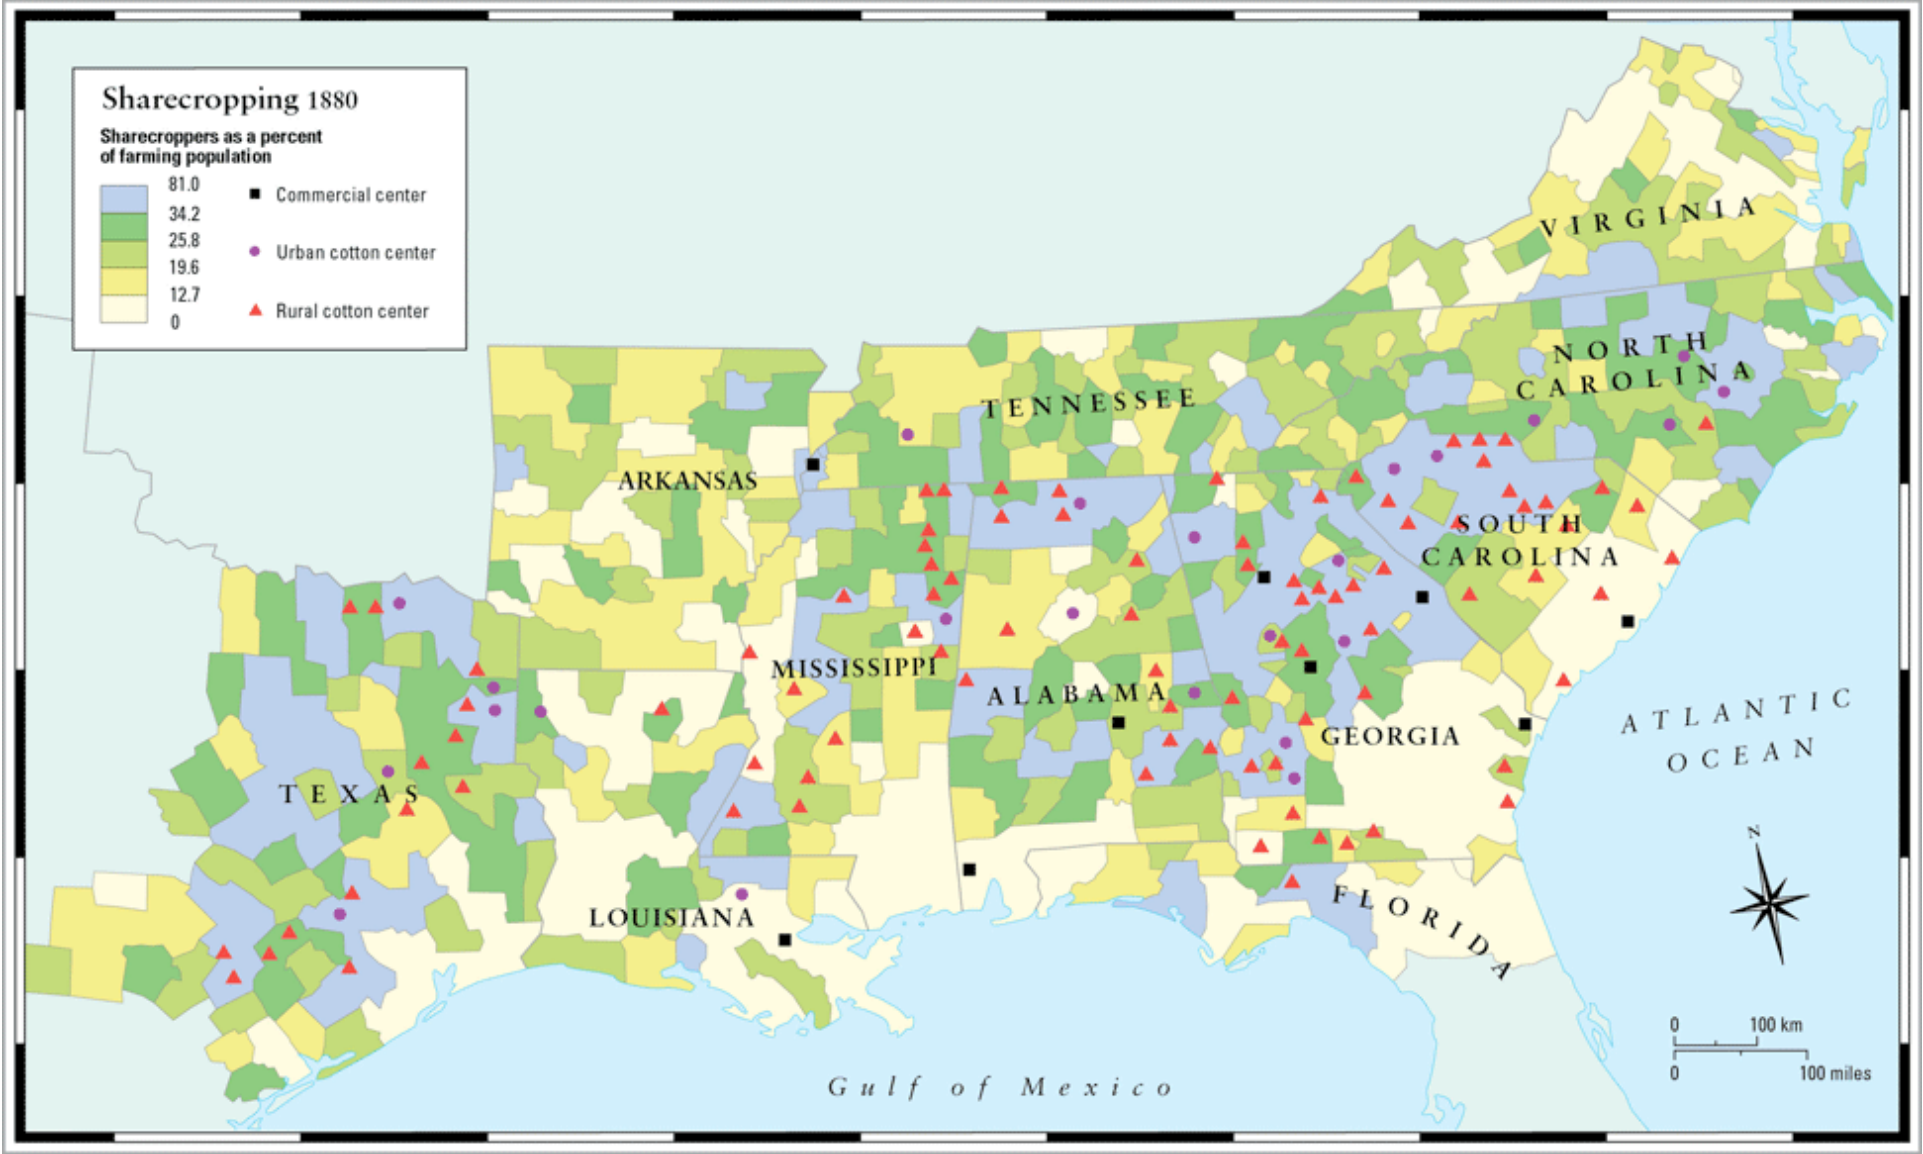 Sharecropping 1880
Sharecroppers as a percent
of farming population
81.0
34.2
25.8
19.6
12.7
0
Commercial center
Urban cotton center
Rural cotton center
VIRGINIA
NORTH
CAROLINA
TENNESSEE
ARKANSAS
SOUTH
CAROLINA
MISSISSIPPI
ALABAMA
GEORGIA
TEXAS
LOUISIANA
FLORIDA
ATLANTIC
OCEAN
Gulf of Mexico
N
0 100 km
0 100 miles